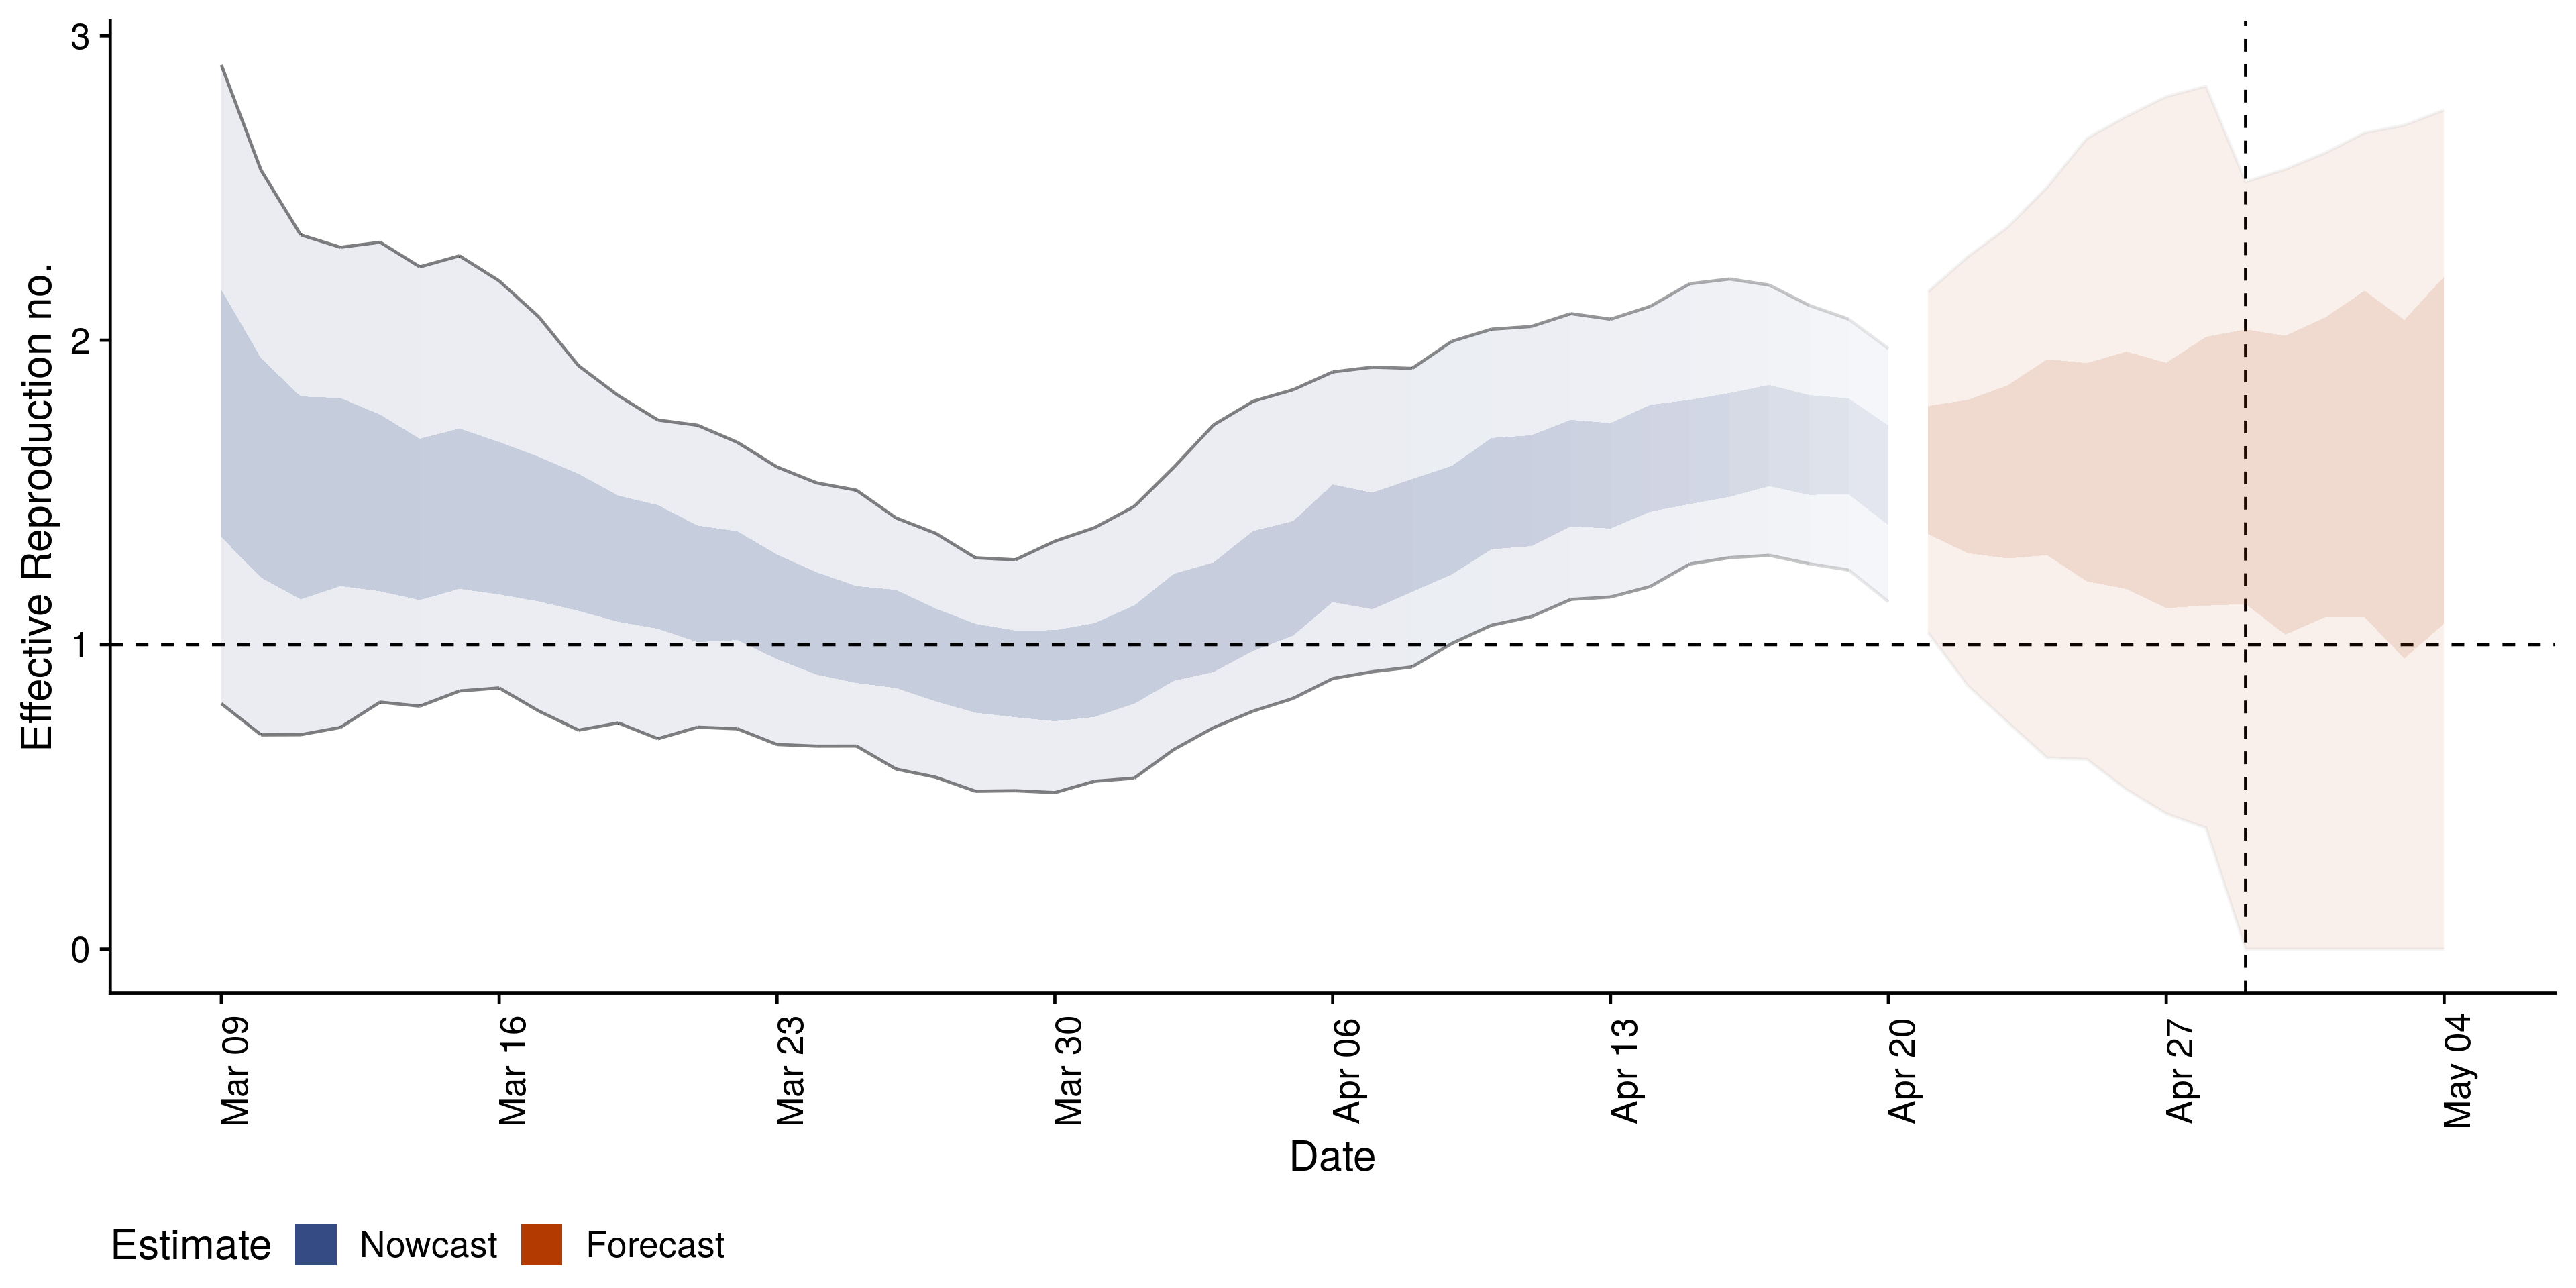 Effective Reproduction no.
3
2
1
0
Mar 09
Mar 16
Mar 23
Mar 30
Apr 06
Apr 13
Apr 20
Apr 27
May 04
Date
Estimate Nowcast Forecast